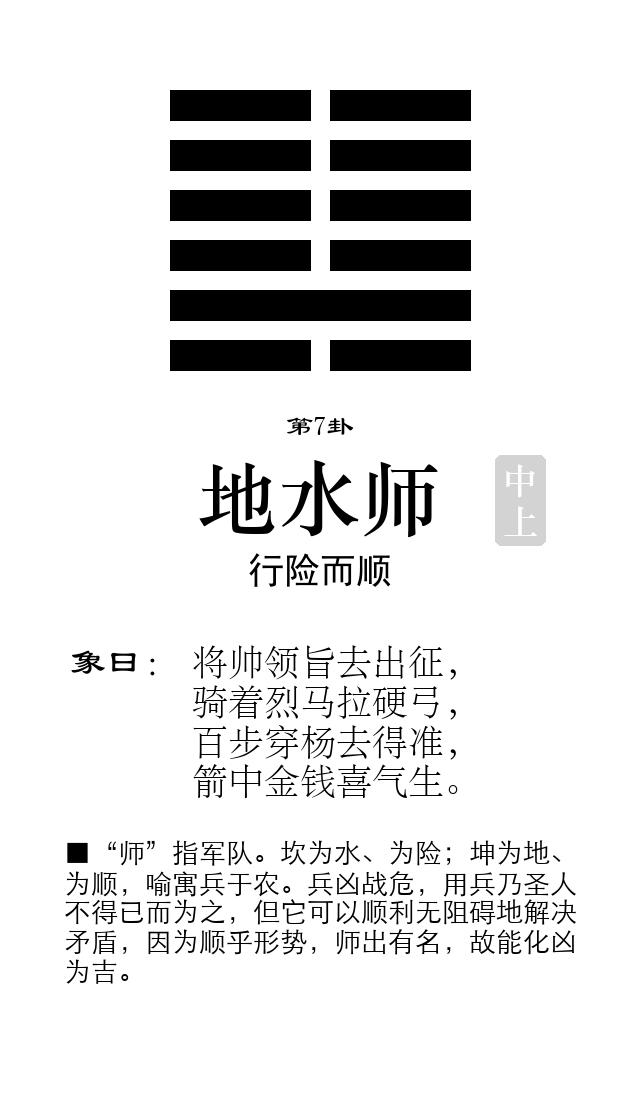 第7卦
地水师
中上
行险而顺
象曰：
将帅领旨去出征，
骑着烈马拉硬弓，
百步穿杨去得准，
箭中金钱喜气生。
■“师”指军队。坎为水、为险；坤为地、
为顺，喻寓兵于农。兵凶战危，用兵乃圣人
不得已而为之，但它可以顺利无阻碍地解决
矛盾，因为顺乎形势，师出有名，故能化凶
为吉。